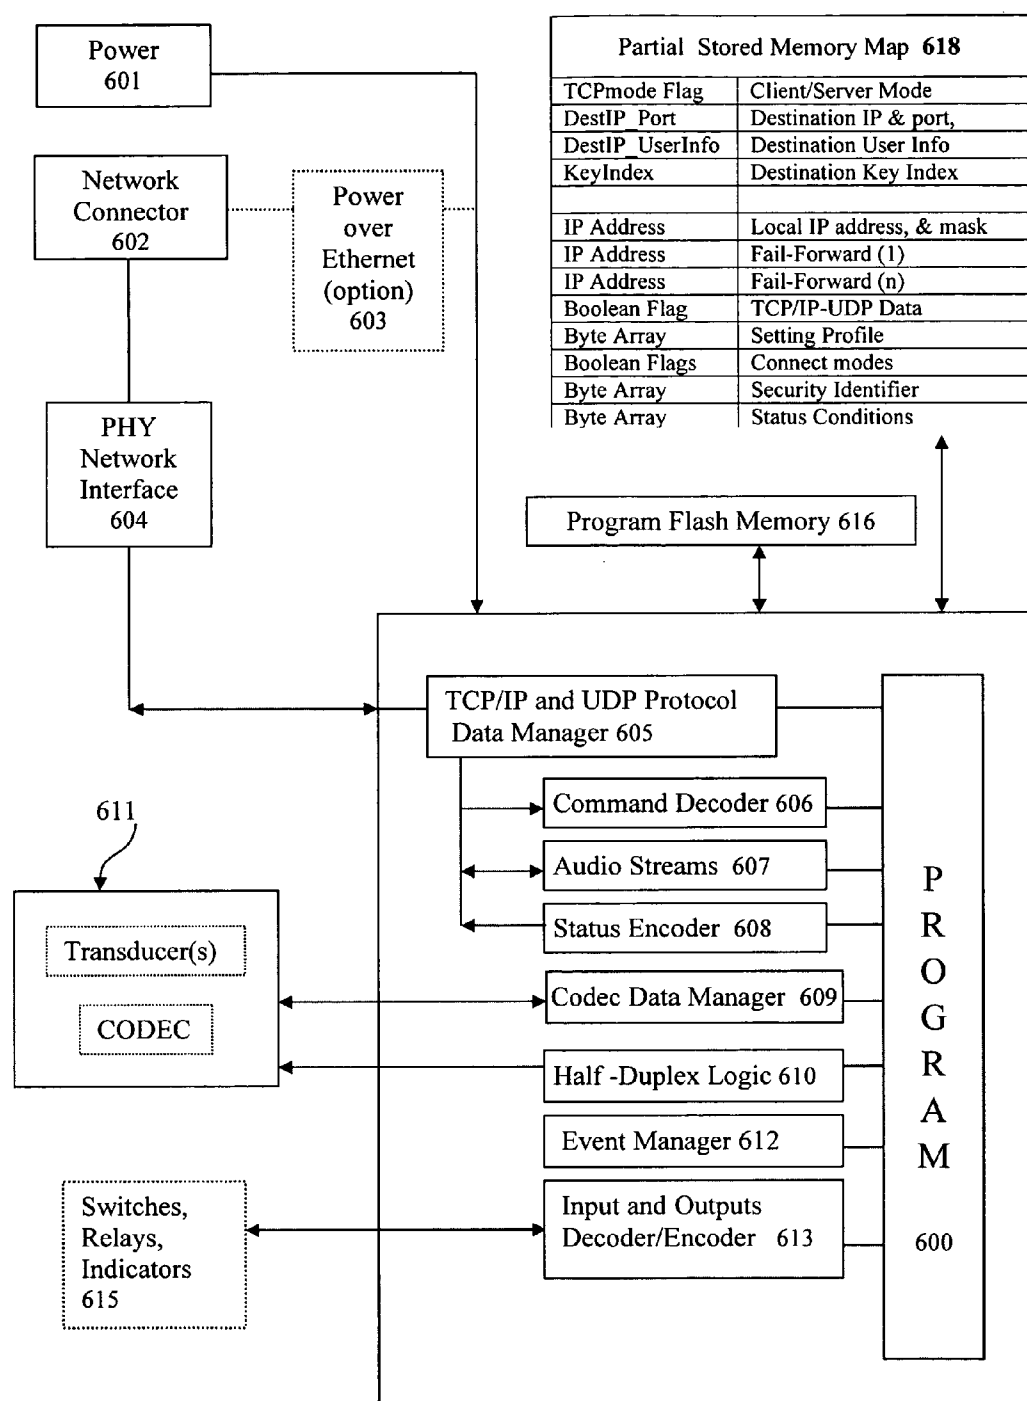 Power
601
Partial Stored Memory Map 618
TCPmode Flag Client/Server Mode
DestIP_Port Destination IP & port,
DestIP_UserInfo Destination User Info
KeyIndex Destination Key Index
IP Address Local IP address, & mask
IP Address Fail-Forward (1)
IP Address Fail-Forward (n)
Boolean Flag TCP/IP-UDP Data
Byte Array Setting Profile
Boolean Flags Connect modes
Byte Array Security Identifier
Byte Array Status Conditions
Network
Connector
602
Power
over
Ethernet
(option)
603
PHY
Network
Interface
604
Program Flash Memory 616
TCP/IP and UDP Protocol
Data Manager 605
Command Decoder 606
611
Audio Streams 607
Status Encoder 608
Transducer(s)
CODEC
Codec Data Manager 609
Half -Duplex Logic 610
Event Manager 612
Input and Outputs
Decoder/Encoder 613
Switches,
Relays,
Indicators
615
P
R
O
G
R
A
M
600